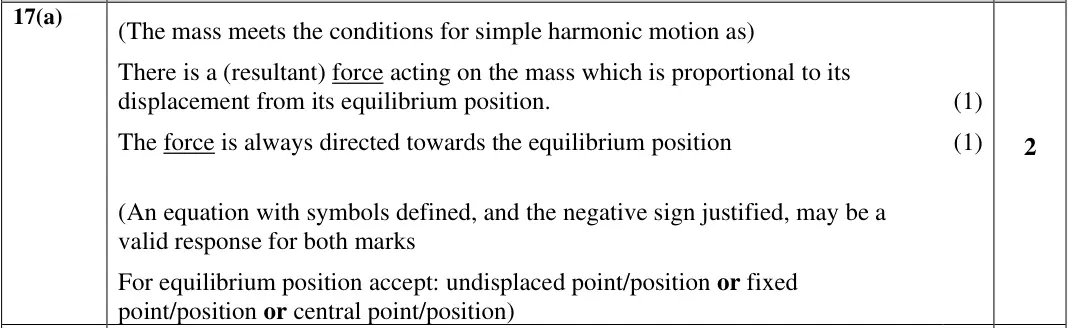 17(a)
(The mass meets the conditions for simple harmonic motion as)
There is a (resultant) force acting on the mass which is proportional to its
displacement from its equilibrium position. (1)
The force is always directed towards the equilibrium position (1)
2
(An equation with symbols defined, and the negative sign justified, may be a
valid response for both marks
For equilibrium position accept: undisplaced point/position or fixed
point/position or central point/position)